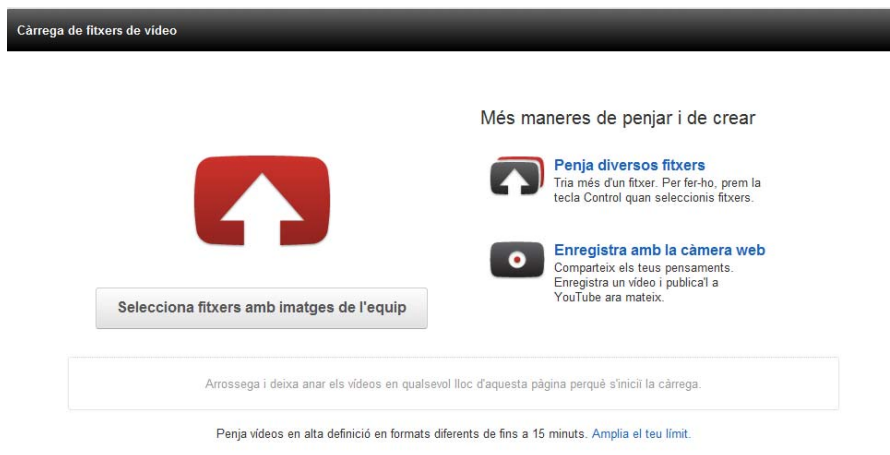 Càrrega de fitxers de vídeo
Més maneres de penjar i de crear
Penja diversos fitxers
Tria més d'un fitxer. Per fer-ho, prem la
tecla Control quan seleccionis fitxers.
Enregistra amb la càmera web
Comparteix els teus pensaments.
Enregistra un vídeo i publica'l a
YouTube ara mateix.
Selecciona fitxers amb imatges de l'equip
Arrossega i deixa anar els vídeos en qualsevol lloc d'aquesta pàgina perquè s'iniciï la càrrega.
Penja vídeos en alta definició en formats diferents de fins a 15 minuts. Amplia el teu límit.